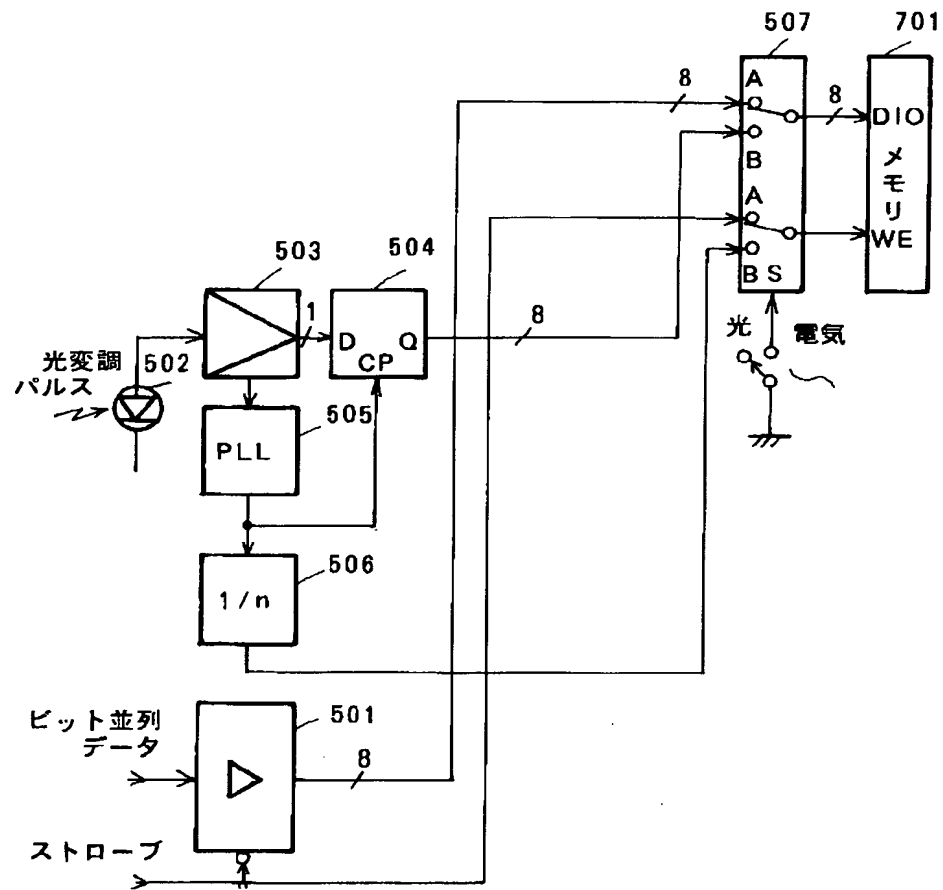 507
701
8
A
8
DIO
B
メモリ
A
WE
B S
503
504
光
電気
1
D
Q
CP
8
光変調
パルス
502
505
PLL
506
1/n
ビット並列
データ
501
8
ストローブ